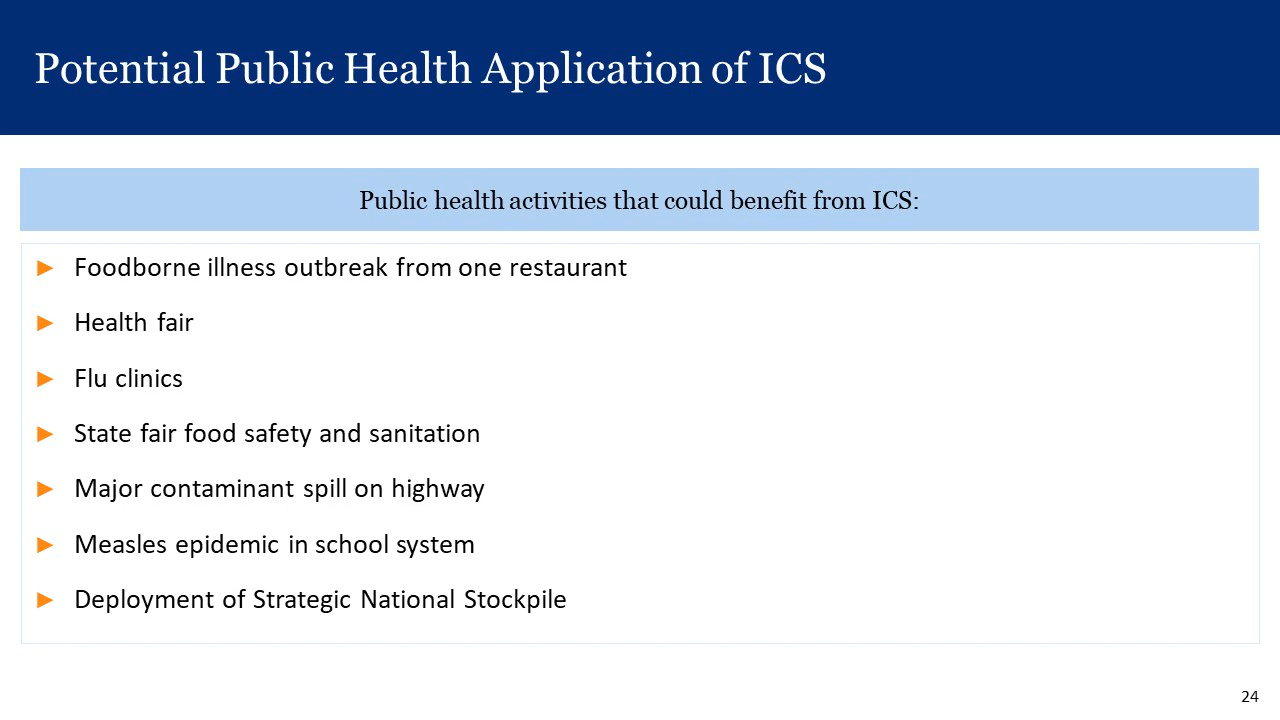 Potential Public Health Application of ICS
Public health activities that could benefit from ICS:
► Foodborne illness outbreak from one restaurant
► Health fair
► Flu clinics
► State fair food safety and sanitation
► Major contaminant spill on highway
► Measles epidemic in school system
► Deployment of Strategic National Stockpile
24